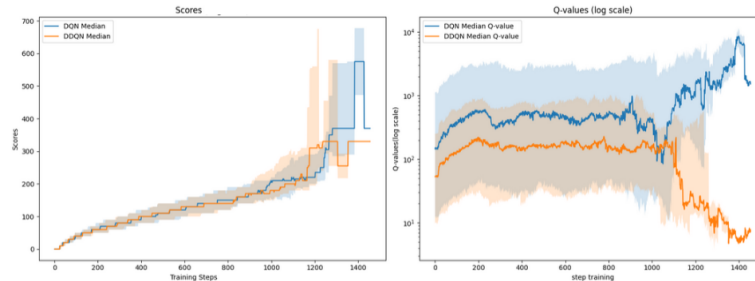 Scores
DQN Median
DDQN Median
700
600
500
400
300
200
100
0
Scores
0 200 400 600 800 1000 1200 1400
Training Steps
Q-values (log scale)
DQN Median Q-value
DDQN Median Q-value
10⁴
10³
10²
10¹
Q-values(log scale)
0 200 400 600 800 1000 1200 1400
step training